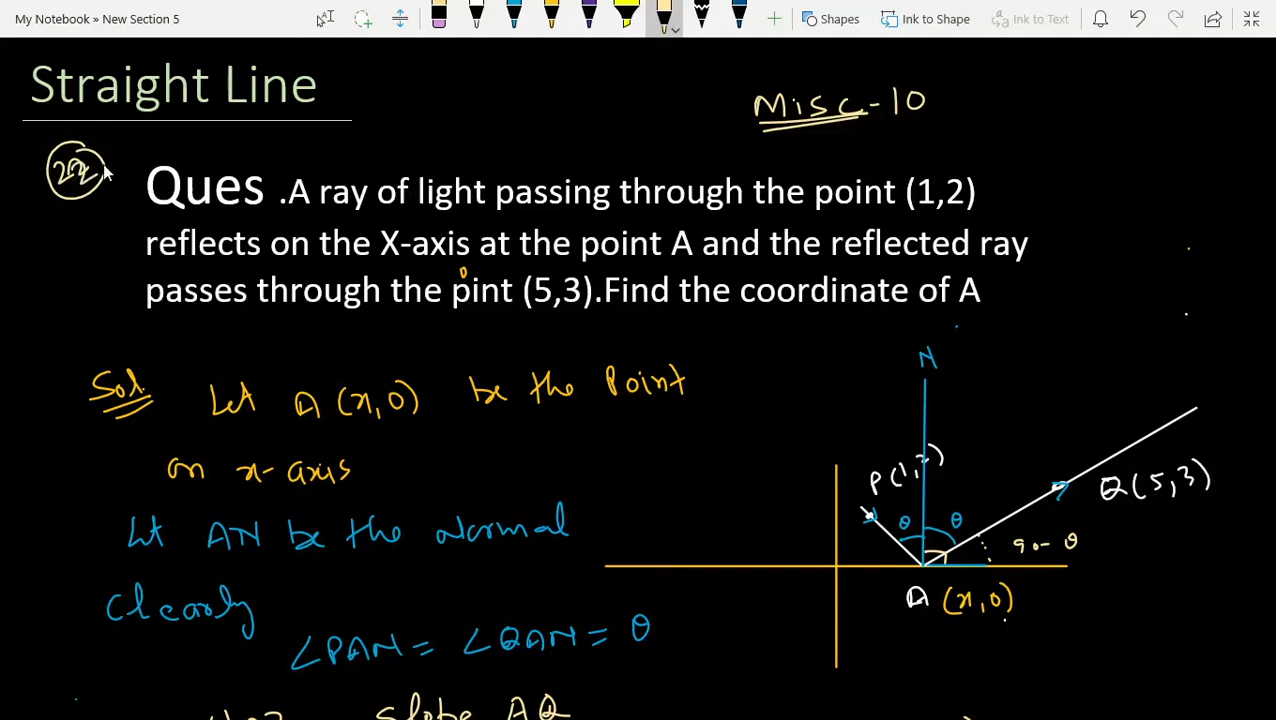 My Notebook » New Section 5
Shapes
Ink to Shape
Ink to Text
Straight Line
Misc-10
22
Ques .A ray of light passing through the point (1,2)
reflects on the X-axis at the point A and the reflected ray
passes through the pint (5,3).Find the coordinate of A
o
Sol. Let A (x,0) be the Point
on x-axis
Let AN be the Normal
Clearly
∠PAN = ∠QAN = θ
slope AQ
N
P(1,2)
Q(5,3)
θ
θ
90-θ
A (x,0)